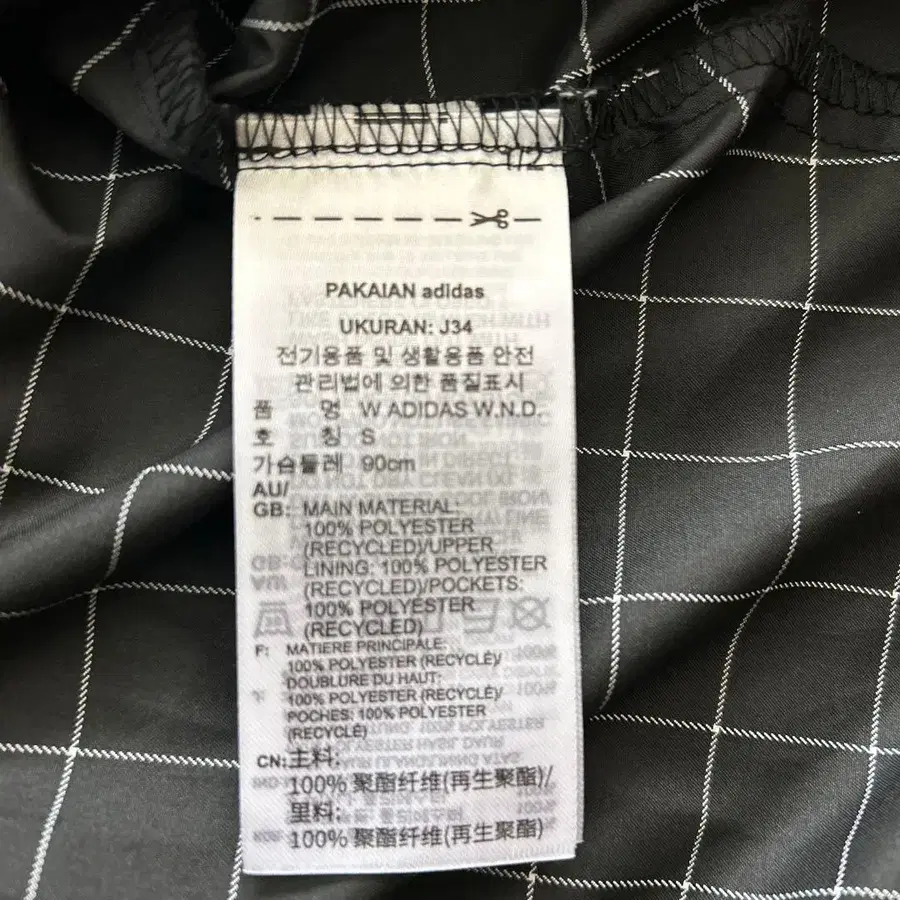 1/2
PAKAIAN adidas
UKURAN: J34
전기용품 및 생활용품 안전
관리법에 의한 품질표시
품 명 W ADIDAS W.N.D.
호 칭 S
가슴둘레 90cm
AU/
GB: MAIN MATERIAL:
100% POLYESTER
(RECYCLED)/UPPER
LINING: 100% POLYESTER
(RECYCLED)/POCKETS:
100% POLYESTER
(RECYCLED)
F: MATIERE PRINCIPALE:
100% POLYESTER (RECYCLÉ)/
DOUBLURE DU HAUT:
100% POLYESTER (RECYCLÉ)/
POCHES: 100% POLYESTER
(RECYCLÉ)
CN: 主料:
100% 聚酯纤维(再生聚酯)/
里料:
100% 聚酯纤维(再生聚酯)